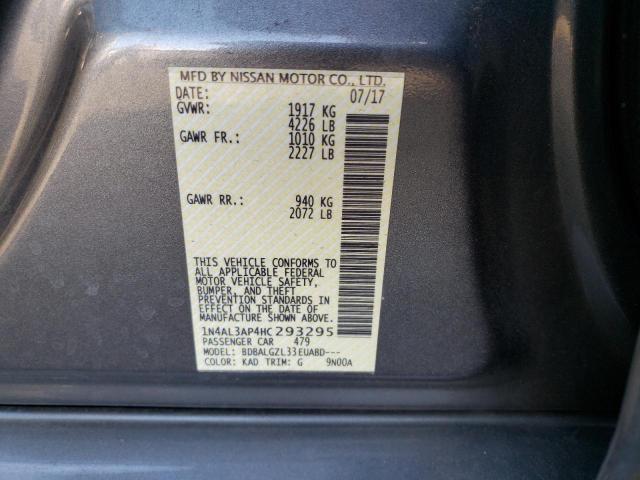 MFD BY NISSAN MOTOR CO., LTD.
DATE: 07/17
GVWR: 1917 KG
4226 LB
GAWR FR.: 1010 KG
2227 LB
GAWR RR.: 940 KG
2072 LB
THIS VEHICLE CONFORMS TO
ALL APPLICABLE FEDERAL
MOTOR VEHICLE SAFETY,
BUMPER, AND THEFT
PREVENTION STANDARDS IN
EFFECT ON THE DATE OF
MANUFACTURE SHOWN ABOVE.
1N4AL3AP4HC293295
PASSENGER CAR 479
MODEL: BDBALGZL33EUABD---
COLOR: KAD TRIM: G 9N00A